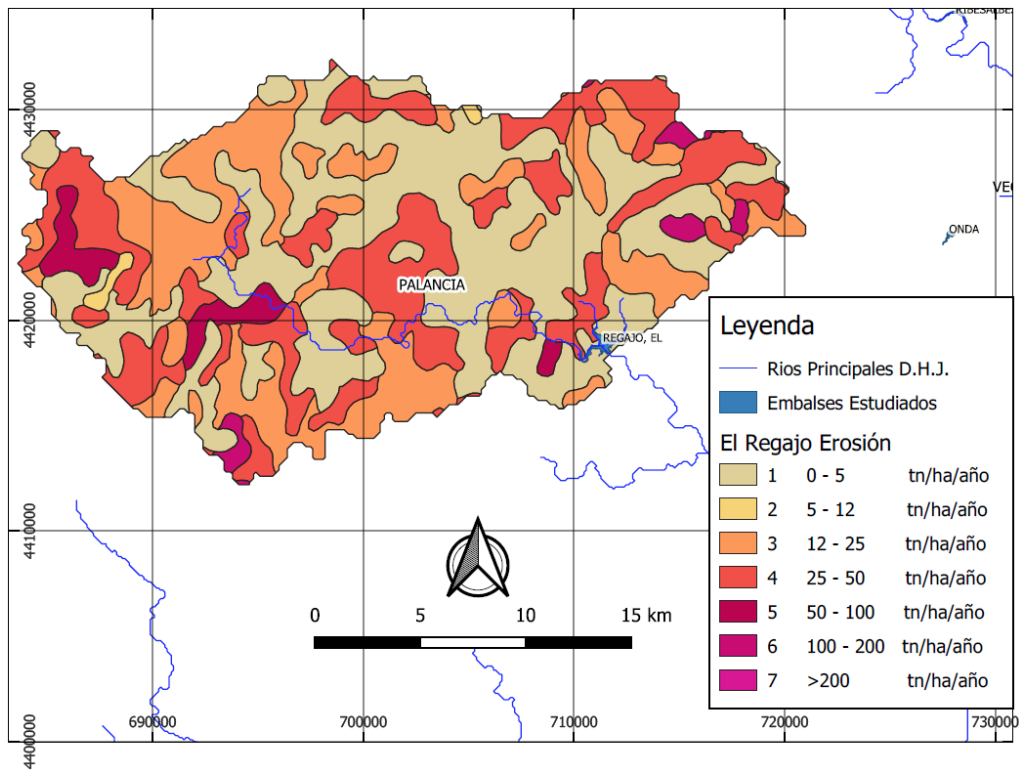 4430000
4420000
4410000
4400000
690000
700000
710000
720000
730000
ONDA
PALANCIA
REGAJO, EL
0 5 10 15 km
Leyenda
Rios Principales D.H.J.
Embalses Estudiados
El Regajo Erosión
1 0 - 5 tn/ha/año
2 5 - 12 tn/ha/año
3 12 - 25 tn/ha/año
4 25 - 50 tn/ha/año
5 50 - 100 tn/ha/año
6 100 - 200 tn/ha/año
7 >200 tn/ha/año